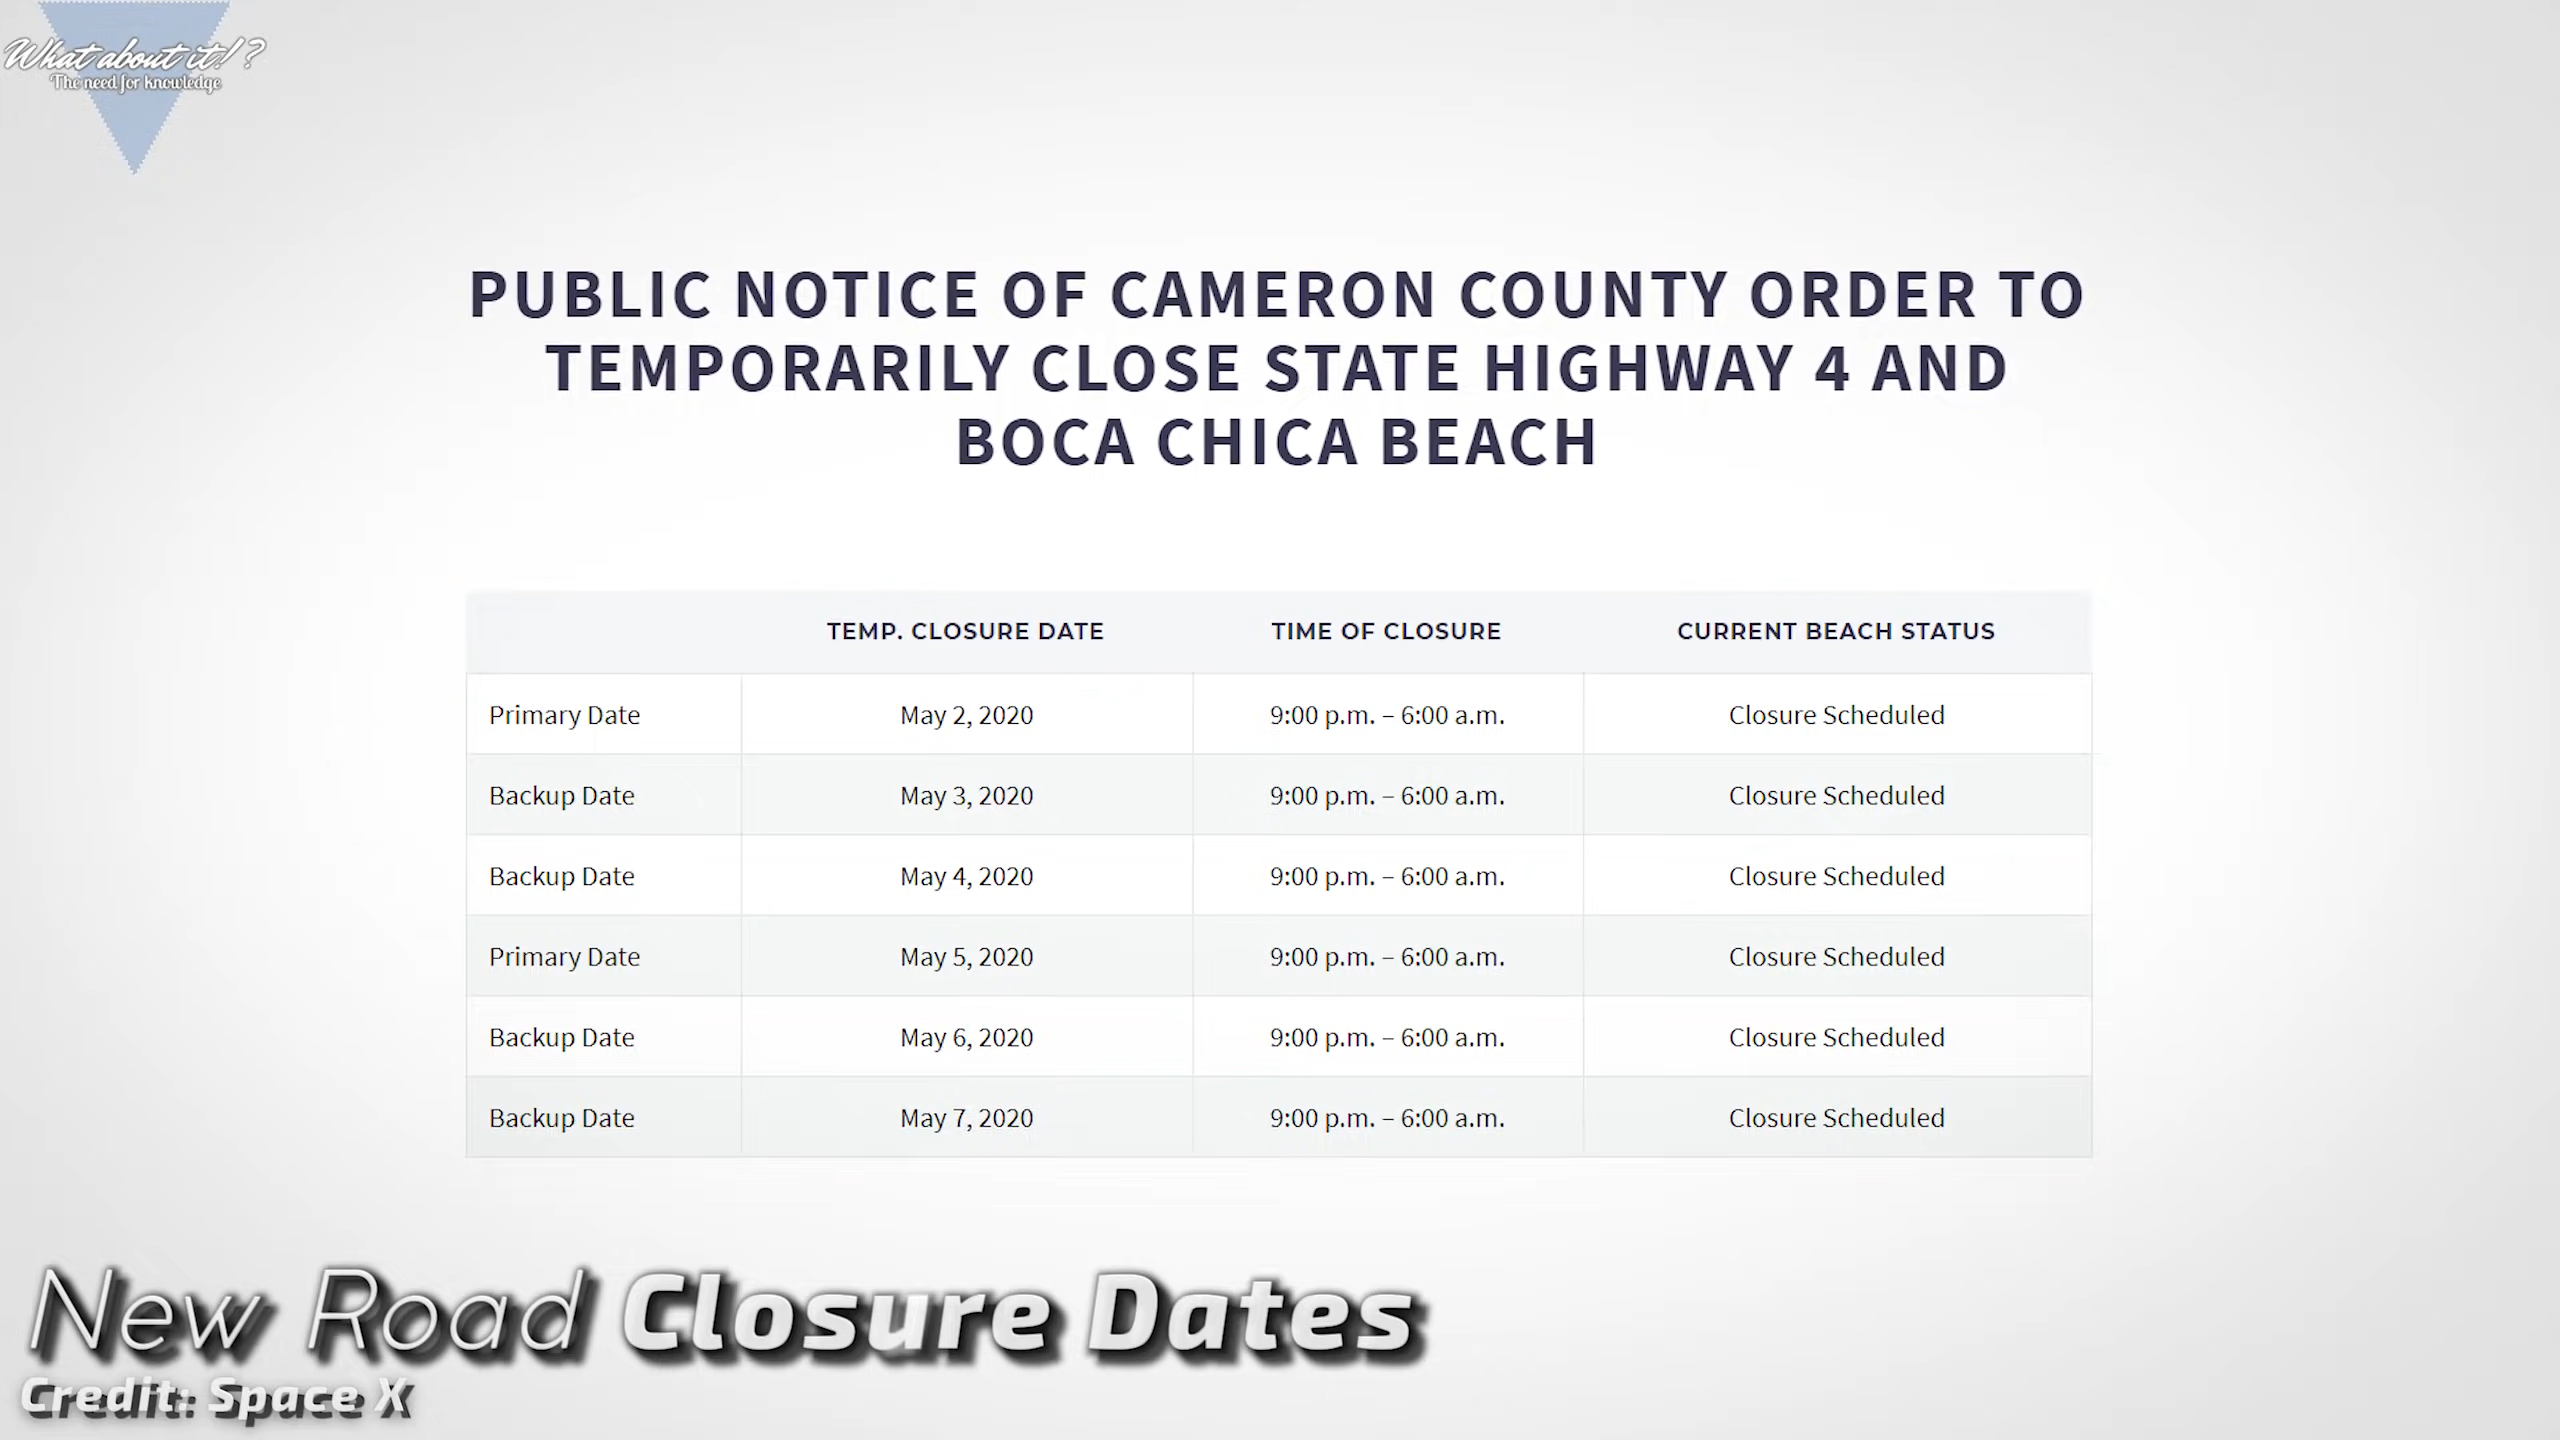 What about it!?
The need for knowledge
PUBLIC NOTICE OF CAMERON COUNTY ORDER TO
TEMPORARILY CLOSE STATE HIGHWAY 4 AND
BOCA CHICA BEACH
TEMP. CLOSURE DATE TIME OF CLOSURE CURRENT BEACH STATUS
Primary Date May 2, 2020 9:00 p.m. – 6:00 a.m. Closure Scheduled
Backup Date May 3, 2020 9:00 p.m. – 6:00 a.m. Closure Scheduled
Backup Date May 4, 2020 9:00 p.m. – 6:00 a.m. Closure Scheduled
Primary Date May 5, 2020 9:00 p.m. – 6:00 a.m. Closure Scheduled
Backup Date May 6, 2020 9:00 p.m. – 6:00 a.m. Closure Scheduled
Backup Date May 7, 2020 9:00 p.m. – 6:00 a.m. Closure Scheduled
New Road Closure Dates
Credit: Space X